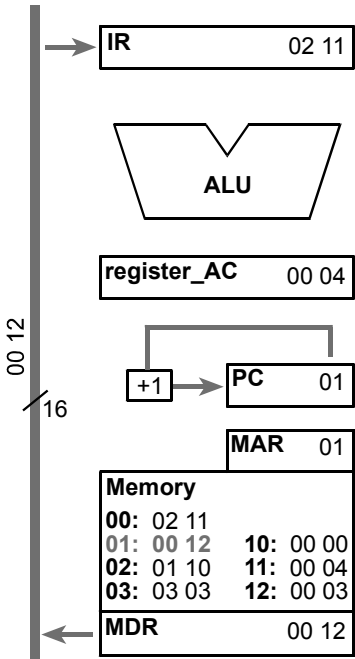 IR 02 11
ALU
register_AC 00 04
00 12
16
+1
PC 01
MAR 01
Memory
00: 02 11
01: 00 12 10: 00 00
02: 01 10 11: 00 04
03: 03 03 12: 00 03
MDR 00 12